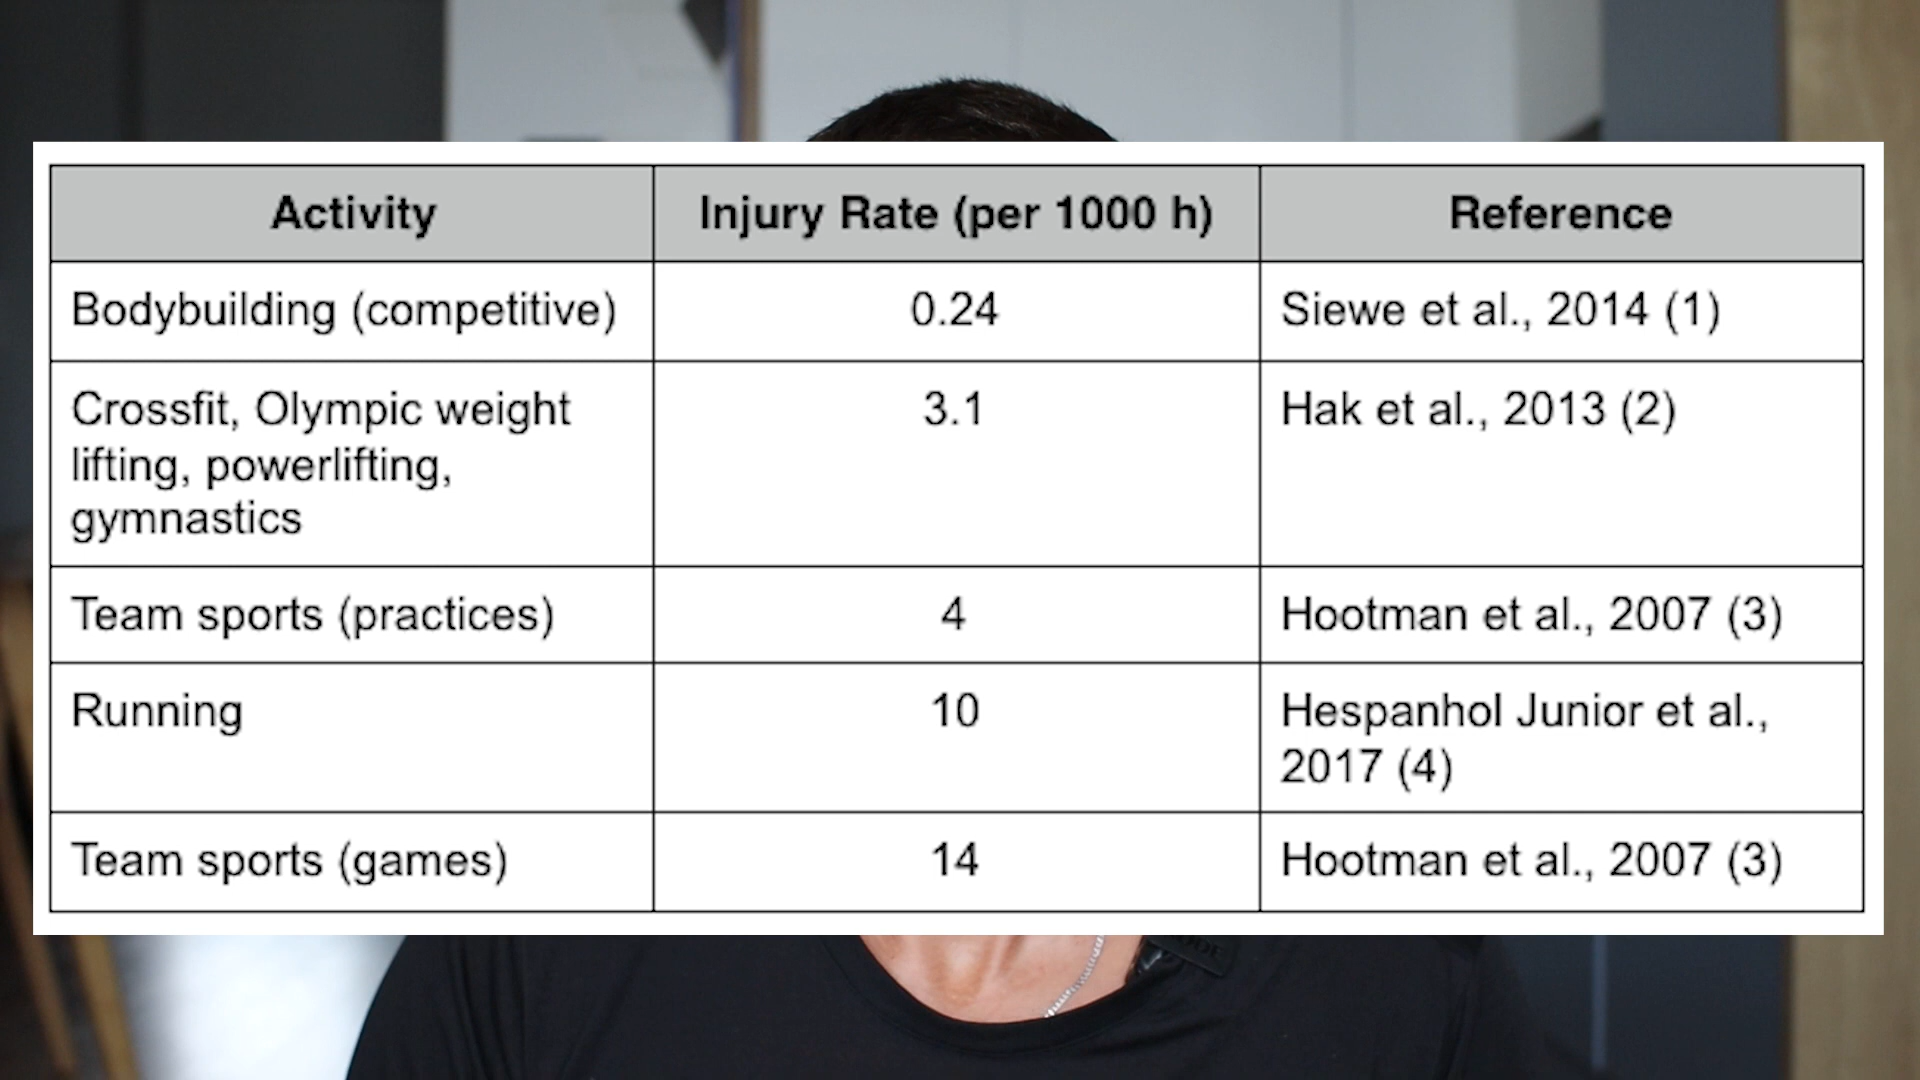 Activity
Injury Rate (per 1000 h)
Reference
Bodybuilding (competitive)
0.24
Siewe et al., 2014 (1)
Crossfit, Olympic weight
lifting, powerlifting,
gymnastics
3.1
Hak et al., 2013 (2)
Team sports (practices)
4
Hootman et al., 2007 (3)
Running
10
Hespanhol Junior et al.,
2017 (4)
Team sports (games)
14
Hootman et al., 2007 (3)